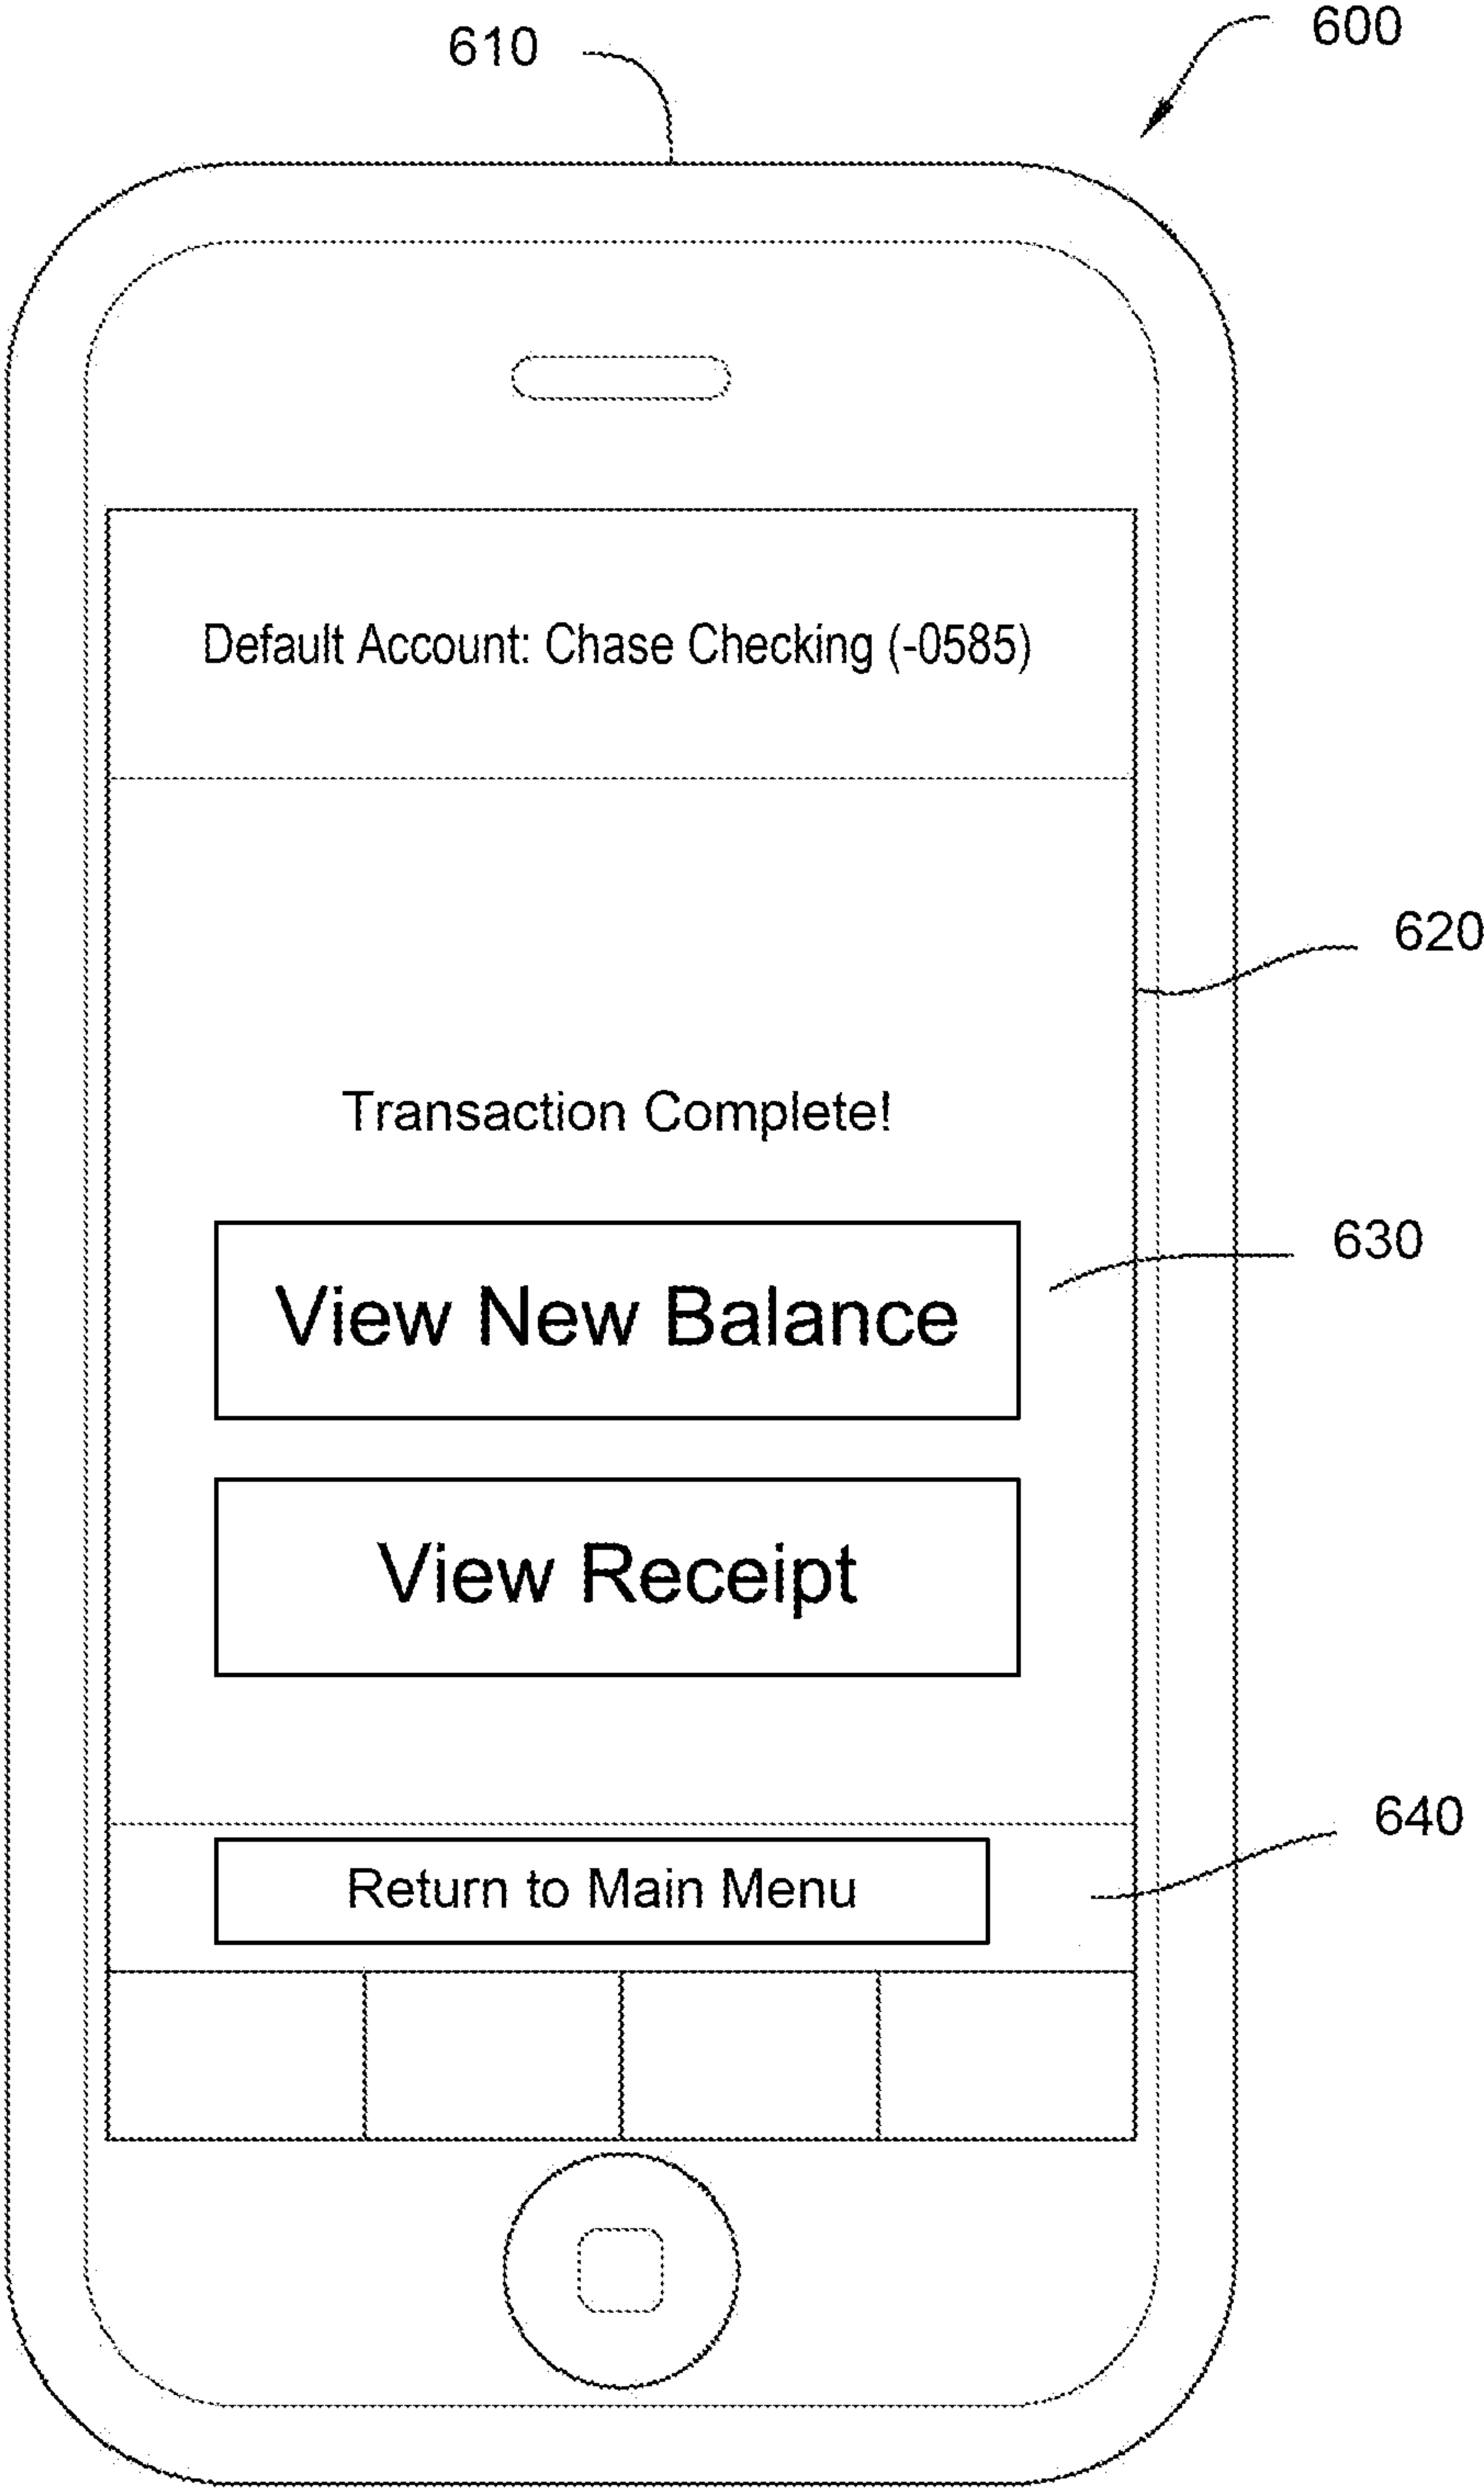 600
610
Default Account: Chase Checking (-0585)
620
Transaction Complete!
630
View New Balance
View Receipt
640
Return to Main Menu